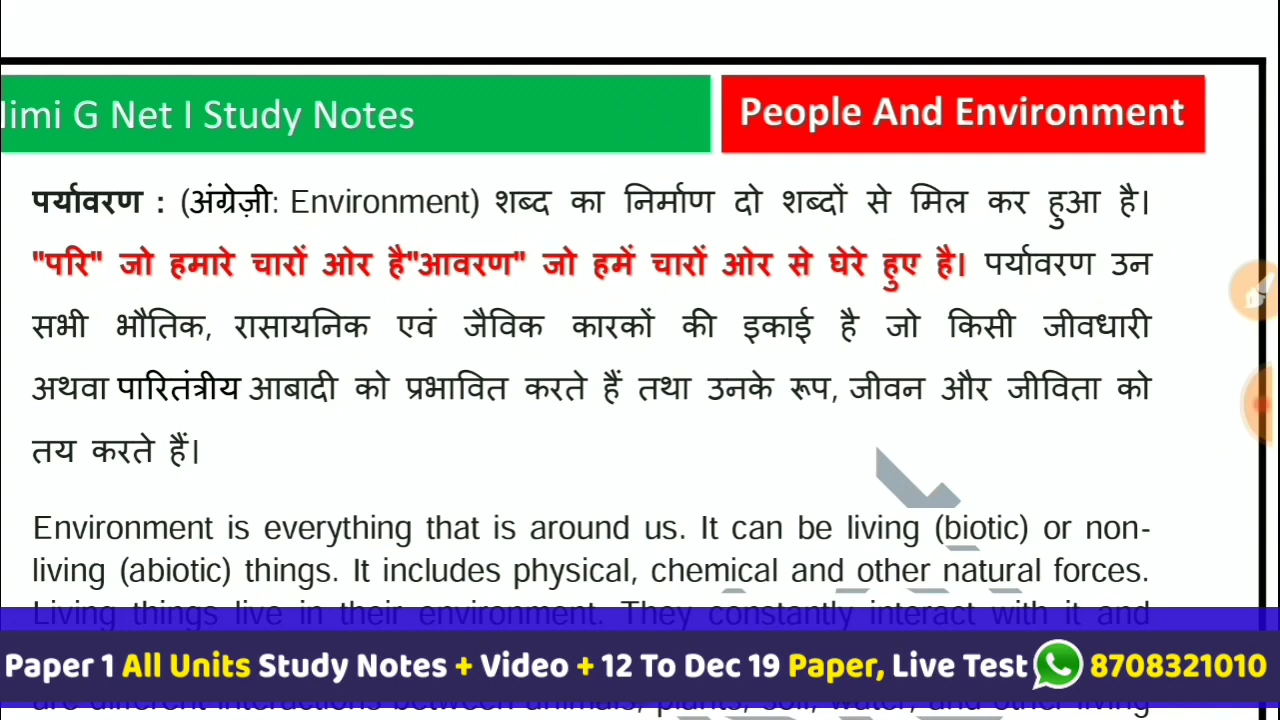 G Net I Study Notes
People And Environment
पर्यावरण : (अंग्रेज़ी: Environment) शब्द का निर्माण दो शब्दों से मिल कर हुआ है।
"परि" जो हमारे चारों ओर है"आवरण" जो हमें चारों ओर से घेरे हुए है। पर्यावरण उन
सभी भौतिक, रासायनिक एवं जैविक कारकों की इकाई है जो किसी जीवधारी
अथवा पारितंत्रीय आबादी को प्रभावित करते हैं तथा उनके रूप, जीवन और जीविता को
तय करते हैं।
Environment is everything that is around us. It can be living (biotic) or non-
living (abiotic) things. It includes physical, chemical and other natural forces.
Living things live in their environment. They constantly interact with it and
Paper 1 All Units Study Notes + Video + 12 To Dec 19 Paper, Live Test 8708321010
are different interactions between animals, plants, soil, water, and other living